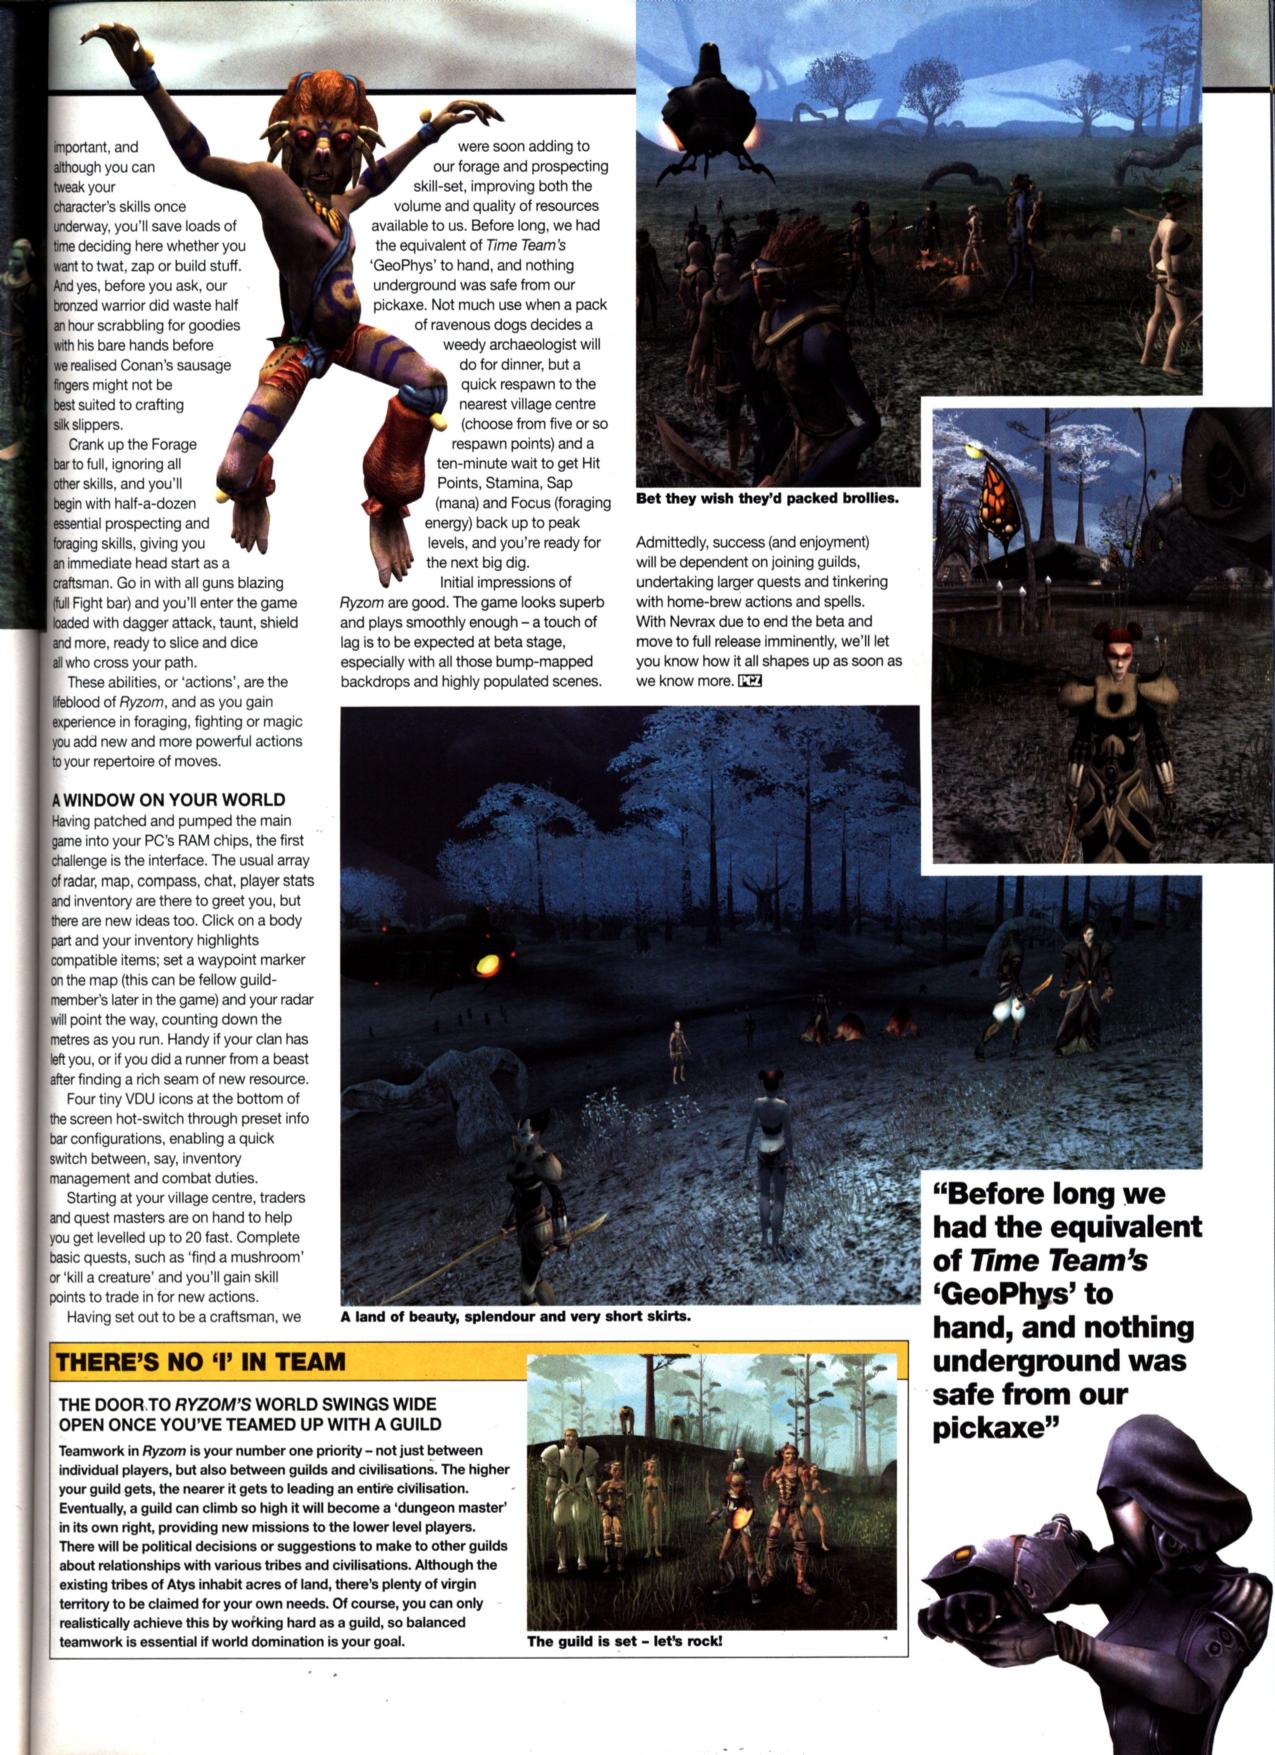 important, and
although you can
tweak your
character's skills once
underway, you'll save loads of
time deciding here whether you
want to twat, zap or build stuff.
And yes, before you ask, our
bronzed warrior did waste half
an hour scrabbling for goodies
with his bare hands before
we realised Conan's sausage
fingers might not be
best suited to crafting
silk slippers.
Crank up the Forage
bar to full, ignoring all
other skills, and you'll
begin with half-a-dozen
essential prospecting and
foraging skills, giving you
an immediate head start as a
craftsman. Go in with all guns blazing
(full Fight bar) and you'll enter the game
loaded with dagger attack, taunt, shield
and more, ready to slice and dice
all who cross your path.
These abilities, or 'actions', are the
lifeblood of Ryzom, and as you gain
experience in foraging, fighting or magic
you add new and more powerful actions
to your repertoire of moves.
A WINDOW ON YOUR WORLD
Having patched and pumped the main
game into your PC's RAM chips, the first
challenge is the interface. The usual array
of radar, map, compass, chat, player stats
and inventory are there to greet you, but
there are new ideas too. Click on a body
part and your inventory highlights
compatible items; set a waypoint marker
on the map (this can be fellow guild-
member's later in the game) and your radar
will point the way, counting down the
metres as you run. Handy if your clan has
left you, or if you did a runner from a beast
after finding a rich seam of new resource.
Four tiny VDU icons at the bottom of
the screen hot-switch through preset info
bar configurations, enabling a quick
switch between, say, inventory
management and combat duties.
Starting at your village centre, traders
and quest masters are on hand to help
you get levelled up to 20 fast. Complete
basic quests, such as 'find a mushroom'
or 'kill a creature' and you'll gain skill
points to trade in for new actions.
Having set out to be a craftsman, we
were soon adding to
our forage and prospecting
skill-set, improving both the
volume and quality of resources
available to us. Before long, we had
the equivalent of Time Team's
'GeoPhys' to hand, and nothing
underground was safe from our
pickaxe. Not much use when a pack
of ravenous dogs decides a
weedy archaeologist will
do for dinner, but a
quick respawn to the
nearest village centre
(choose from five or so
respawn points) and a
ten-minute wait to get Hit
Points, Stamina, Sap
(mana) and Focus (foraging
energy) back up to peak
levels, and you're ready for
the next big dig.
Initial impressions of
Ryzom are good. The game looks superb
and plays smoothly enough – a touch of
lag is to be expected at beta stage,
especially with all those bump-mapped
backdrops and highly populated scenes.
Bet they wish they'd packed brollies.
Admittedly, success (and enjoyment)
will be dependent on joining guilds,
undertaking larger quests and tinkering
with home-brew actions and spells.
With Nevrax due to end the beta and
move to full release imminently, we'll let
you know how it all shapes up as soon as
we know more. PCZ
A land of beauty, splendour and very short skirts.
"Before long we
had the equivalent
of Time Team's
'GeoPhys' to
hand, and nothing
underground was
safe from our
pickaxe"
THERE'S NO 'I' IN TEAM
THE DOOR TO RYZOM'S WORLD SWINGS WIDE
OPEN ONCE YOU'VE TEAMED UP WITH A GUILD
Teamwork in Ryzom is your number one priority – not just between
individual players, but also between guilds and civilisations. The higher
your guild gets, the nearer it gets to leading an entire civilisation.
Eventually, a guild can climb so high it will become a 'dungeon master'
in its own right, providing new missions to the lower level players.
There will be political decisions or suggestions to make to other guilds
about relationships with various tribes and civilisations. Although the
existing tribes of Atys inhabit acres of land, there's plenty of virgin
territory to be claimed for your own needs. Of course, you can only
realistically achieve this by working hard as a guild, so balanced
teamwork is essential if world domination is your goal.
The guild is set – let's rock!